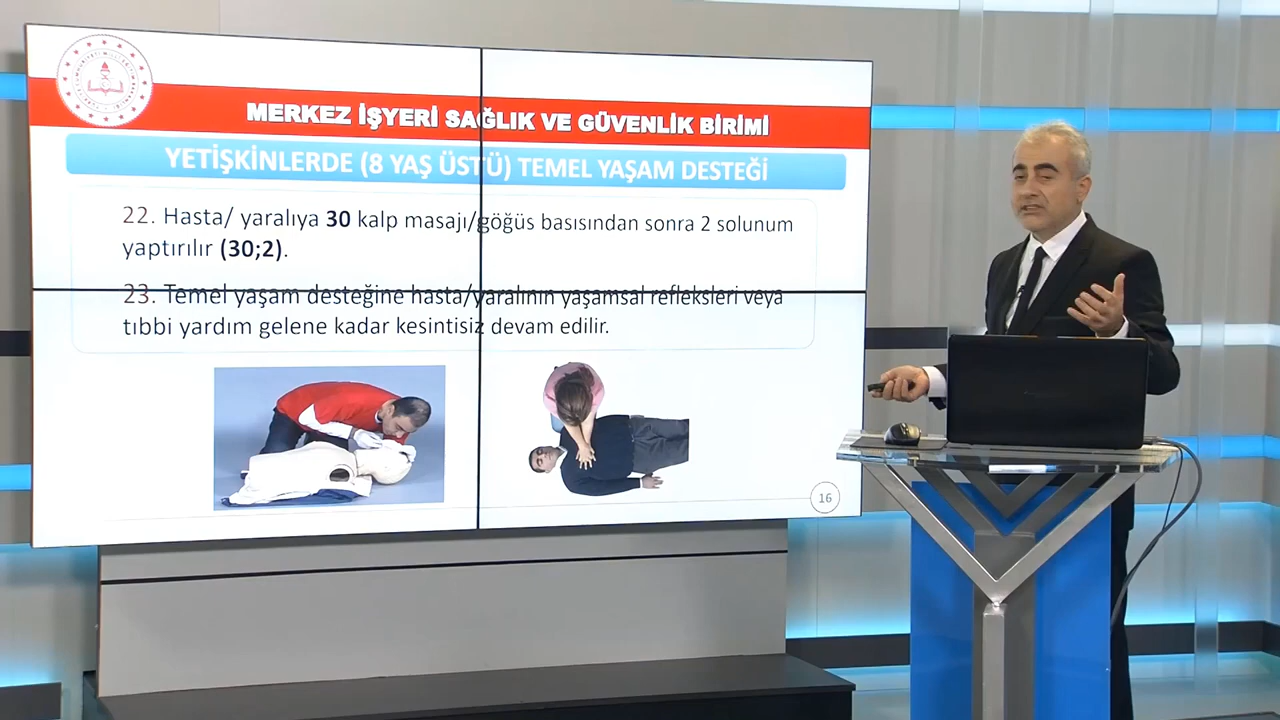 MERKEZ İŞYERİ SAĞLIK VE GÜVENLİK BİRİMİ
YETİŞKİNLERDE (8 YAŞ ÜSTÜ) TEMEL YAŞAM DESTEĞİ
22. Hasta/ yaralıya 30 kalp masajı/göğüs basısından sonra 2 solunum
yaptırılır (30;2).
23. Temel yaşam desteğine hasta/yaralının yaşamsal refleksleri veya
tıbbi yardım gelene kadar kesintisiz devam edilir.
16